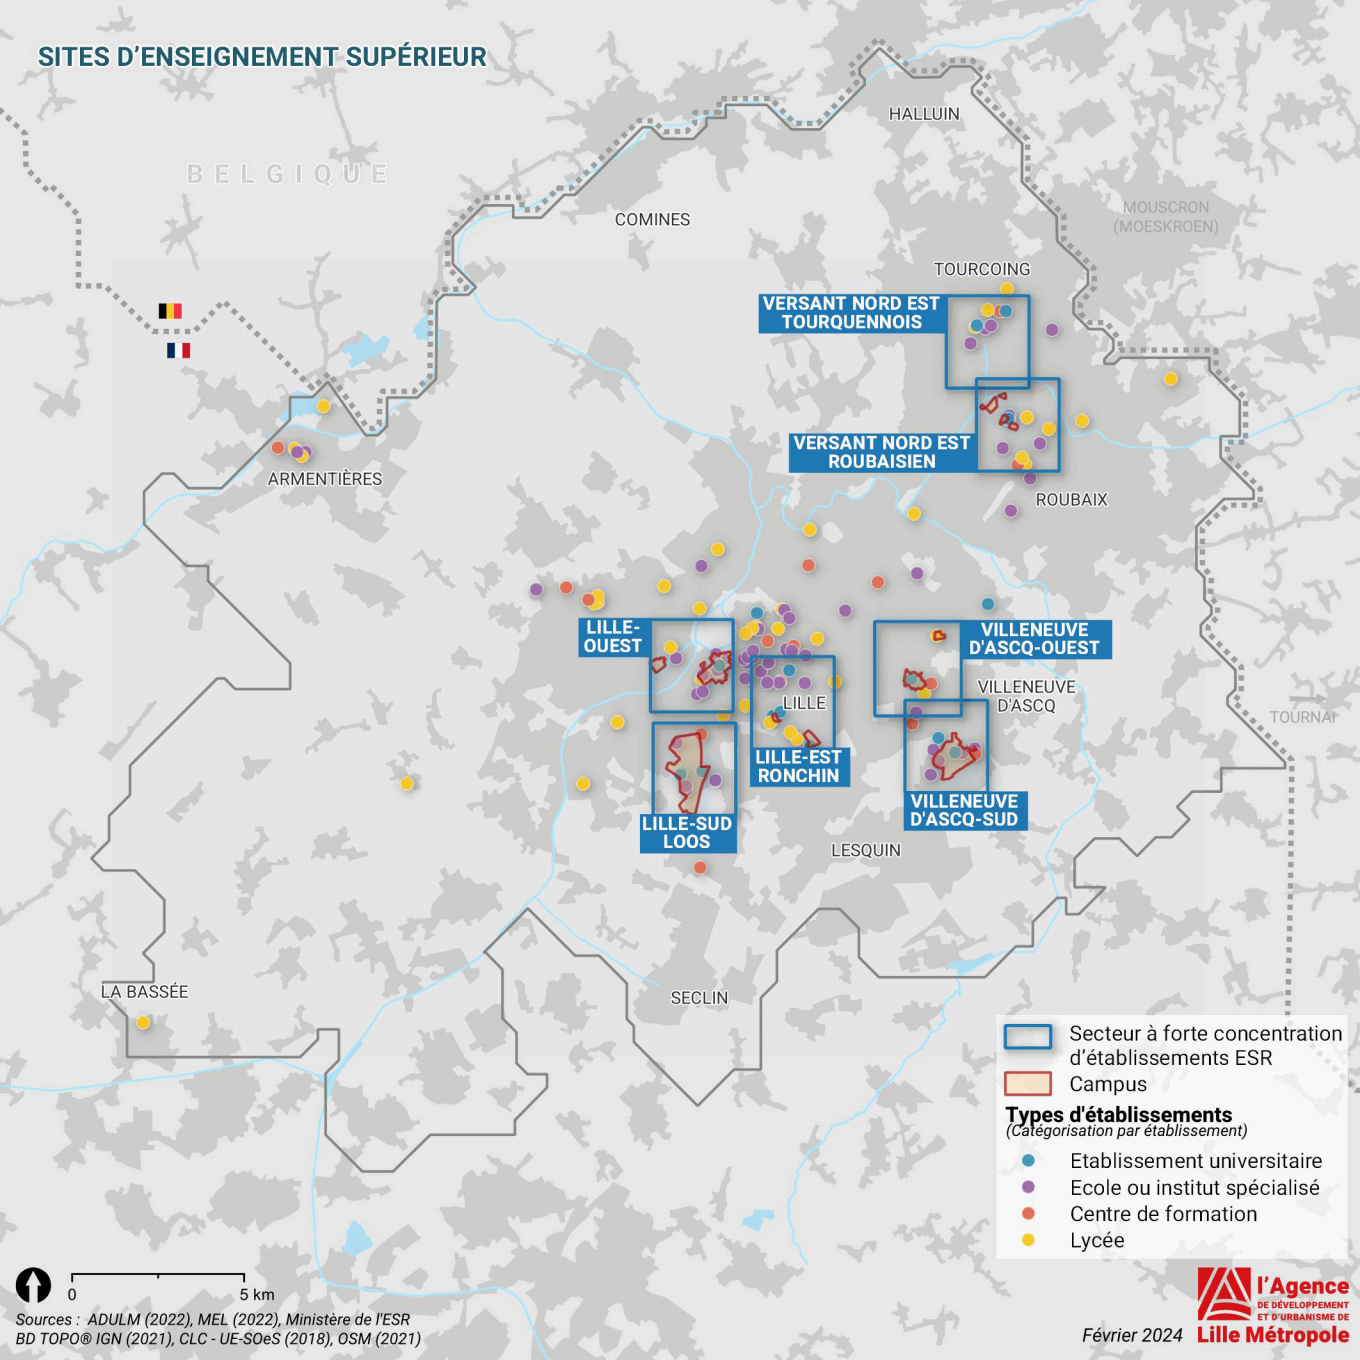 SITES D’ENSEIGNEMENT SUPÉRIEUR
HALLUIN
BELGIQUE
MOUSCRON
(MOESKROEN)
COMINES
TOURCOING
VERSANT NORD EST
TOURQUENNOIS
VERSANT NORD EST
ROUBAISIEN
ARMENTIÈRES
ROUBAIX
LILLE-
OUEST
VILLENEUVE
D'ASCQ-OUEST
VILLENEUVE
D'ASCQ
LILLE
TOURNAI
LILLE-EST
RONCHIN
VILLENEUVE
D'ASCQ-SUD
LILLE-SUD
LOOS
LESQUIN
LA BASSÉE
SECLIN
Secteur à forte concentration
d’établissements ESR
Campus
Types d'établissements
(Catégorisation par établissement)
Etablissement universitaire
Ecole ou institut spécialisé
Centre de formation
Lycée
0 5 km
Sources : ADULM (2022), MEL (2022), Ministère de l'ESR
BD TOPO® IGN (2021), CLC - UE-SOeS (2018), OSM (2021)
Février 2024
l’Agence
DE DÉVELOPPEMENT
ET D'URBANISME DE
Lille Métropole